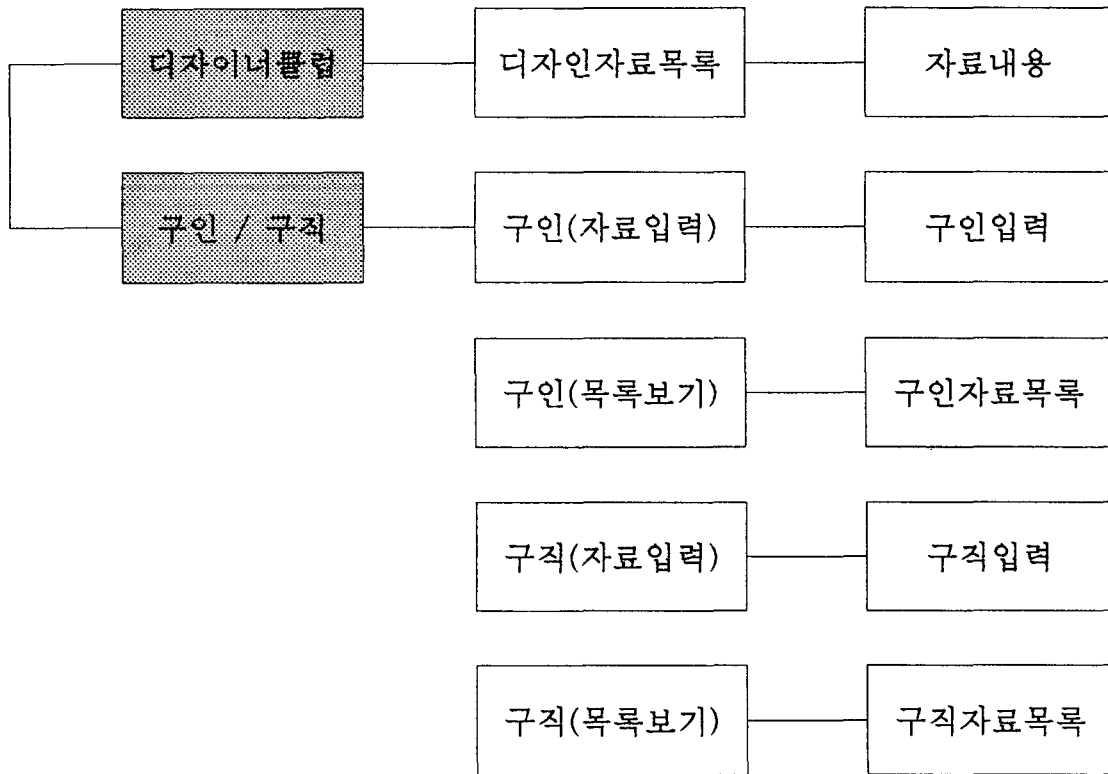 디자이너클럽 디자인자료목록 자료내용
구인 / 구직 구인(자료입력) 구인입력
구인(목록보기) 구인자료목록
구직(자료입력) 구직입력
구직(목록보기) 구직자료목록